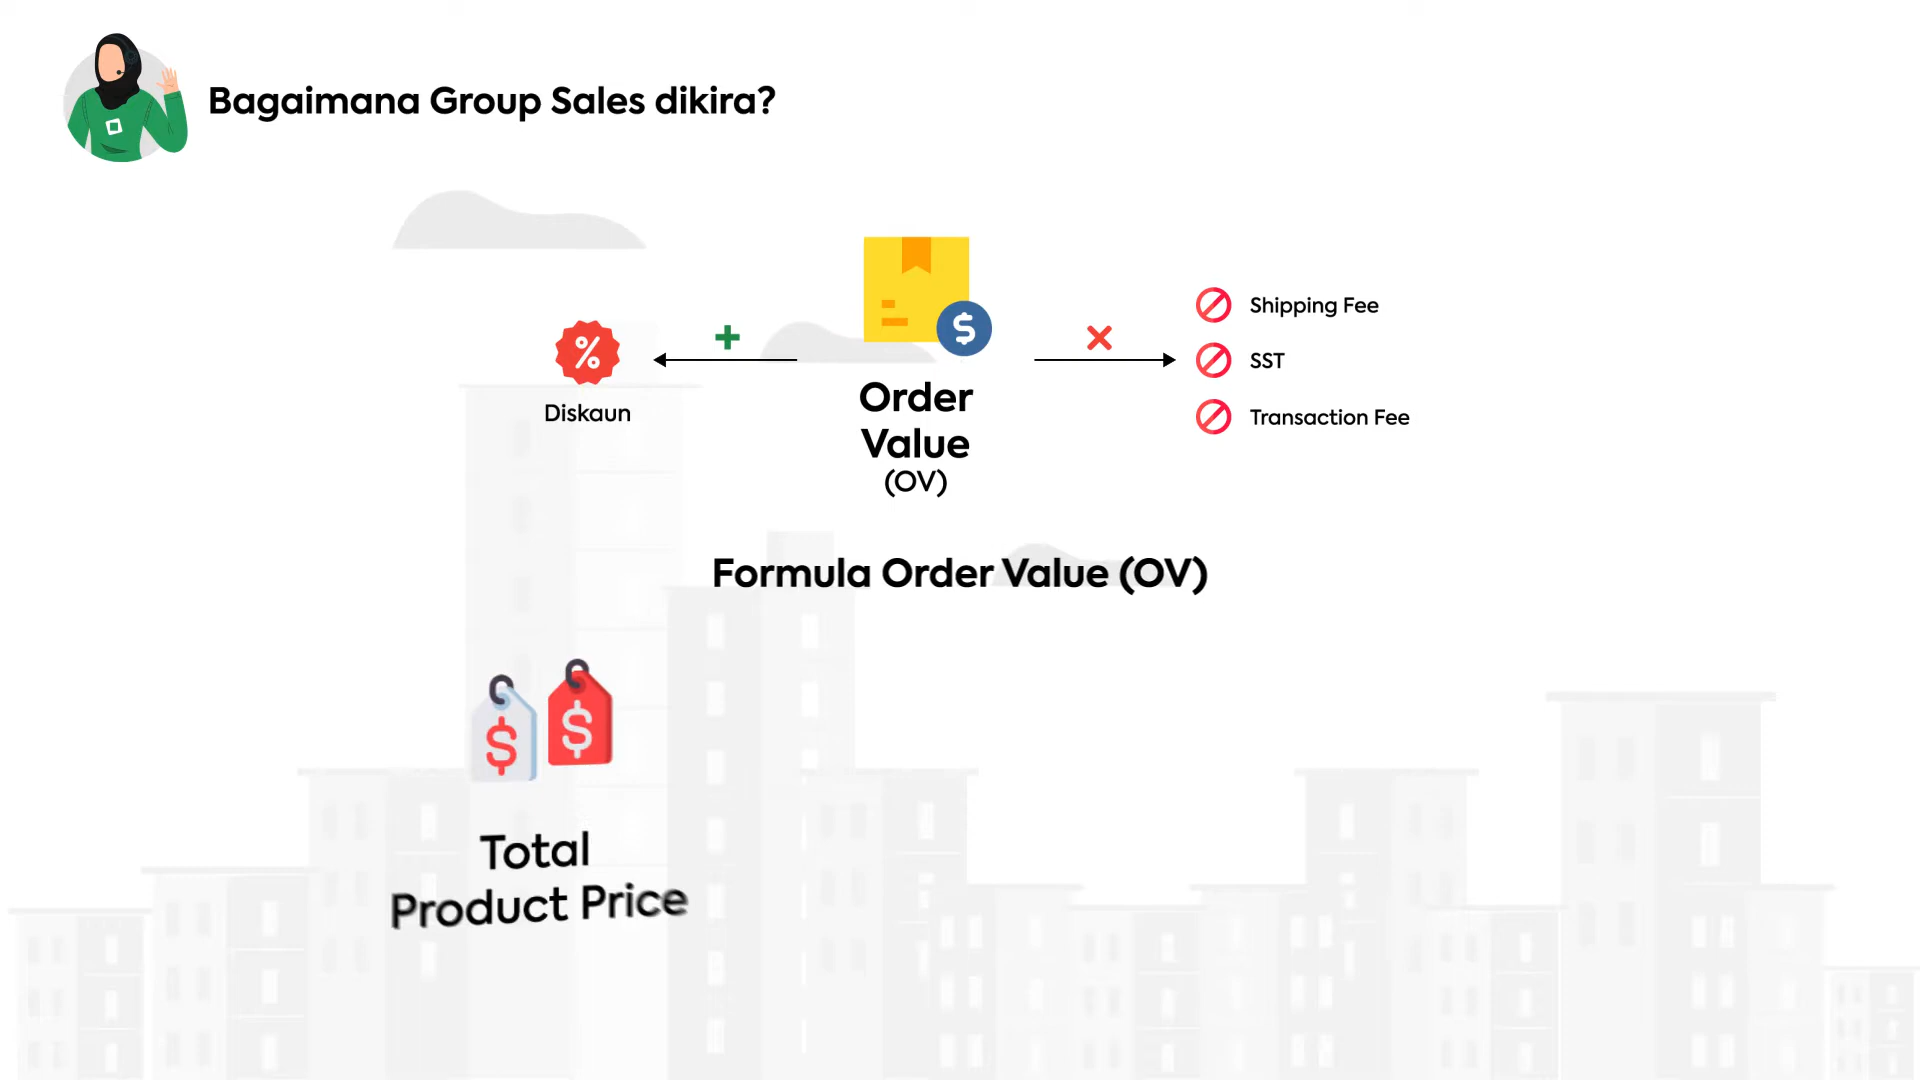 Bagaimana Group Sales dikira?
Diskaun
Order
Value
(OV)
Shipping Fee
SST
Transaction Fee
Formula Order Value (OV)
Total
Product Price